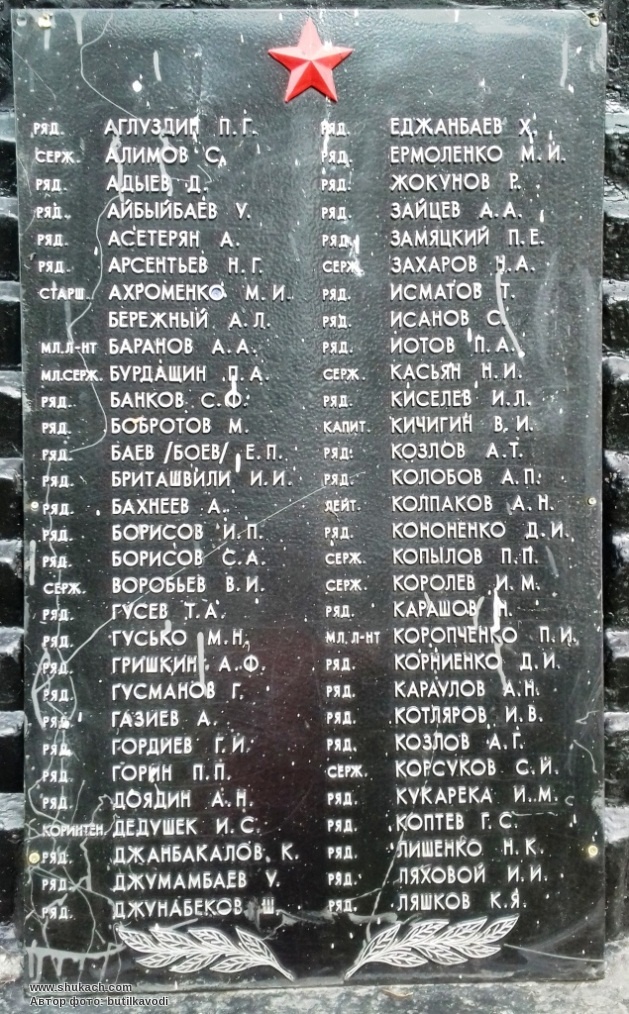 РЯД. АГЛУЗДИН П.Г.
СЕРЖ. АЛИМОВ С.
РЯД. АДЫЕВ Д.
РЯД. АЙБЫЙБАЕВ У.
РЯД. АСЕТЕРЯН А.
РЯД. АРСЕНТЬЕВ Н.Г.
СТАРШ. АХРОМЕНКО М.И.
БЕРЕЖНЫЙ А.Л.
МЛ.Л-НТ БАРАНОВ А.А.
МЛ.СЕРЖ. БУРДАЩИН П.А.
РЯД. БАНКОВ С.Ф.
РЯД. БОБРОТОВ М.
РЯД. БАЕВ /БОЕВ/ Е.П.
РЯД. БРИТАШВИЛИ И.И.
РЯД. БАХНЕЕВ А.
РЯД. БОРИСОВ И.П.
РЯД. БОРИСОВ С.А.
СЕРЖ. ВОРОБЬЕВ В.И.
РЯД. ГУСЕВ Т.А.
РЯД. ГУСЬКО М.Н.
РЯД. ГРИШКИН А.Ф.
РЯД. ГУСМАНОВ Г.
РЯД. ГАЗИЕВ А.
РЯД. ГОРДИЕВ Г.И.
РЯД. ГОРИН П.П.
РЯД. ДОЯДИН А.Н.
КОРИНТЕН. ДЕДУШЕК И.С.
РЯД. ДЖАНБАКАЛОВ К.
РЯД. ДЖУМАМБАЕВ У.
РЯД. ДЖУНАБЕКОВ Ш.
РЯД. ЕДЖАНБАЕВ Х.
РЯД. ЕРМОЛЕНКО М.И.
РЯД. ЖОКУНОВ Р.
РЯД. ЗАЙЦЕВ А.А.
РЯД. ЗАМЯЦКИЙ П.Е.
СЕРЖ. ЗАХАРОВ И.А.
РЯД. ИСМАТОВ Т.
РЯД. ИСАНОВ С.
РЯД. ИОТОВ П.А.
СЕРЖ. КАСЬЯН Н.И.
РЯД. КИСЕЛЕВ И.Л.
КАПИТ. КИЧИГИН В.И.
РЯД. КОЗЛОВ А.Т.
РЯД. КОЛОБОВ А.П.
ЛЕЙТ. КОЛПАКОВ А.Н.
РЯД. КОНОНЕНКО Д.И.
СЕРЖ. КОПЫЛОВ П.П.
СЕРЖ. КОРОЛЕВ И.М.
РЯД. КАРАШОВ Н.
МЛ.Л-НТ КОРОПЧЕНКО П.И.
РЯД. КОРНИЕНКО Д.И.
РЯД. КАРАУЛОВ А.Н.
РЯД. КОТЛЯРОВ И.В.
РЯД. КОЗЛОВ А.Г.
СЕРЖ. КОРСУКОВ С.И.
РЯД. КУКАРЕКА И.М.
РЯД. КОПТЕВ Г.С.
РЯД. ЛИШЕНКО Н.К.
РЯД. ЛЯХОВОЙ И.И.
РЯД. ЛЯШКОВ К.Я.
www.shukach.com
Автор фото: butilkavodi